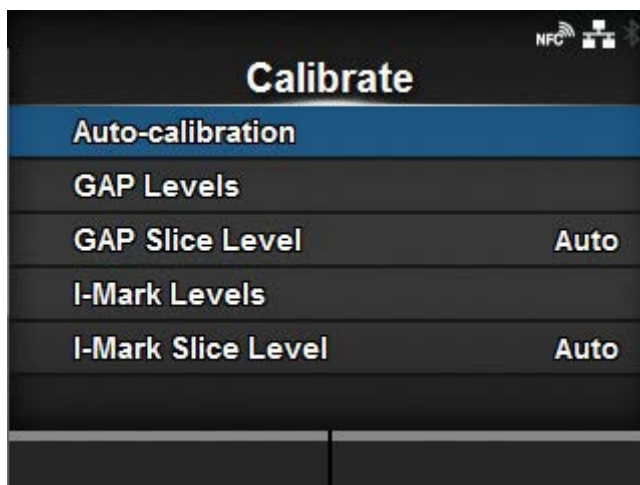 NFC
Calibrate
Auto-calibration
GAP Levels
GAP Slice Level Auto
I-Mark Levels
I-Mark Slice Level Auto